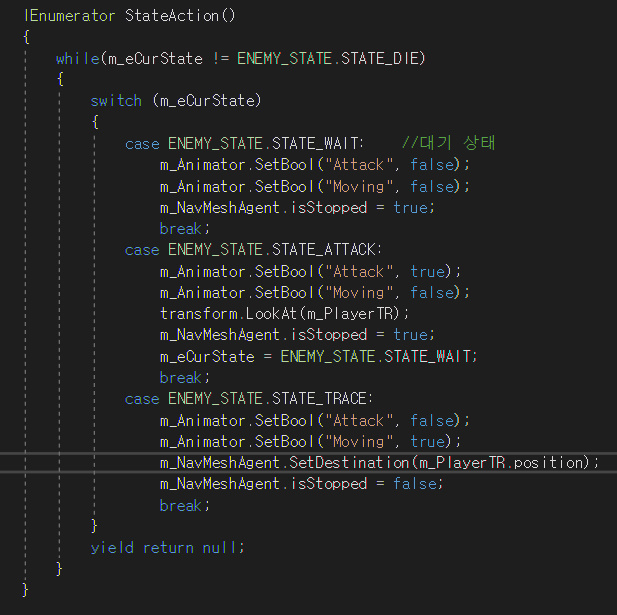 IEnumerator StateAction()
{
while(m_eCurState != ENEMY_STATE.STATE_DIE)
{
switch (m_eCurState)
{
case ENEMY_STATE.STATE_WAIT: //대기 상태
m_Animator.SetBool("Attack", false);
m_Animator.SetBool("Moving", false);
m_NavMeshAgent.isStopped = true;
break;
case ENEMY_STATE.STATE_ATTACK:
m_Animator.SetBool("Attack", true);
m_Animator.SetBool("Moving", false);
transform.LookAt(m_PlayerTR);
m_NavMeshAgent.isStopped = true;
m_eCurState = ENEMY_STATE.STATE_WAIT;
break;
case ENEMY_STATE.STATE_TRACE:
m_Animator.SetBool("Attack", false);
m_Animator.SetBool("Moving", true);
m_NavMeshAgent.SetDestination(m_PlayerTR.position);
m_NavMeshAgent.isStopped = false;
break;
}
yield return null;
}
}